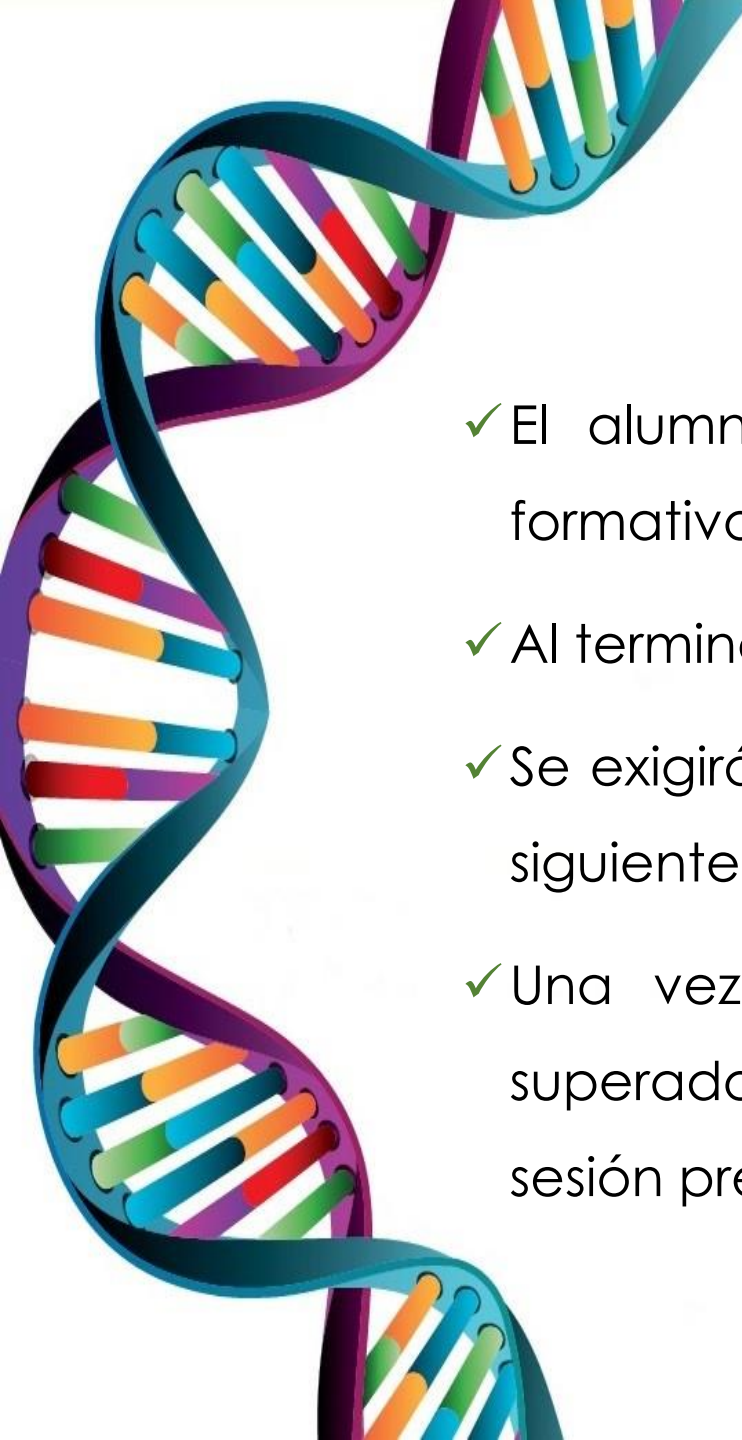 ✓ El alumn
formativo
✓ Al termin
✓ Se exigirá
siguiente
✓ Una vez
superado
sesión pre